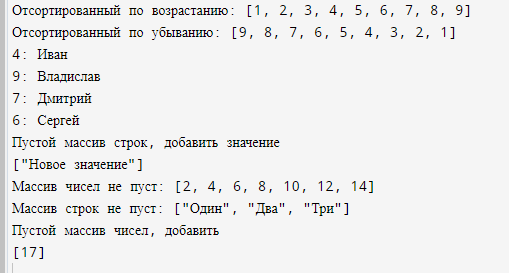 Отсортированный по возрастанию: [1, 2, 3, 4, 5, 6, 7, 8, 9]
Отсортированный по убыванию: [9, 8, 7, 6, 5, 4, 3, 2, 1]
4: Иван
9: Владислав
7: Дмитрий
6: Сергей
Пустой массив строк, добавить значение
["Новое значение"]
Массив чисел не пуст: [2, 4, 6, 8, 10, 12, 14]
Массив строк не пуст: ["Один", "Два", "Три"]
Пустой массив чисел, добавить
[17]